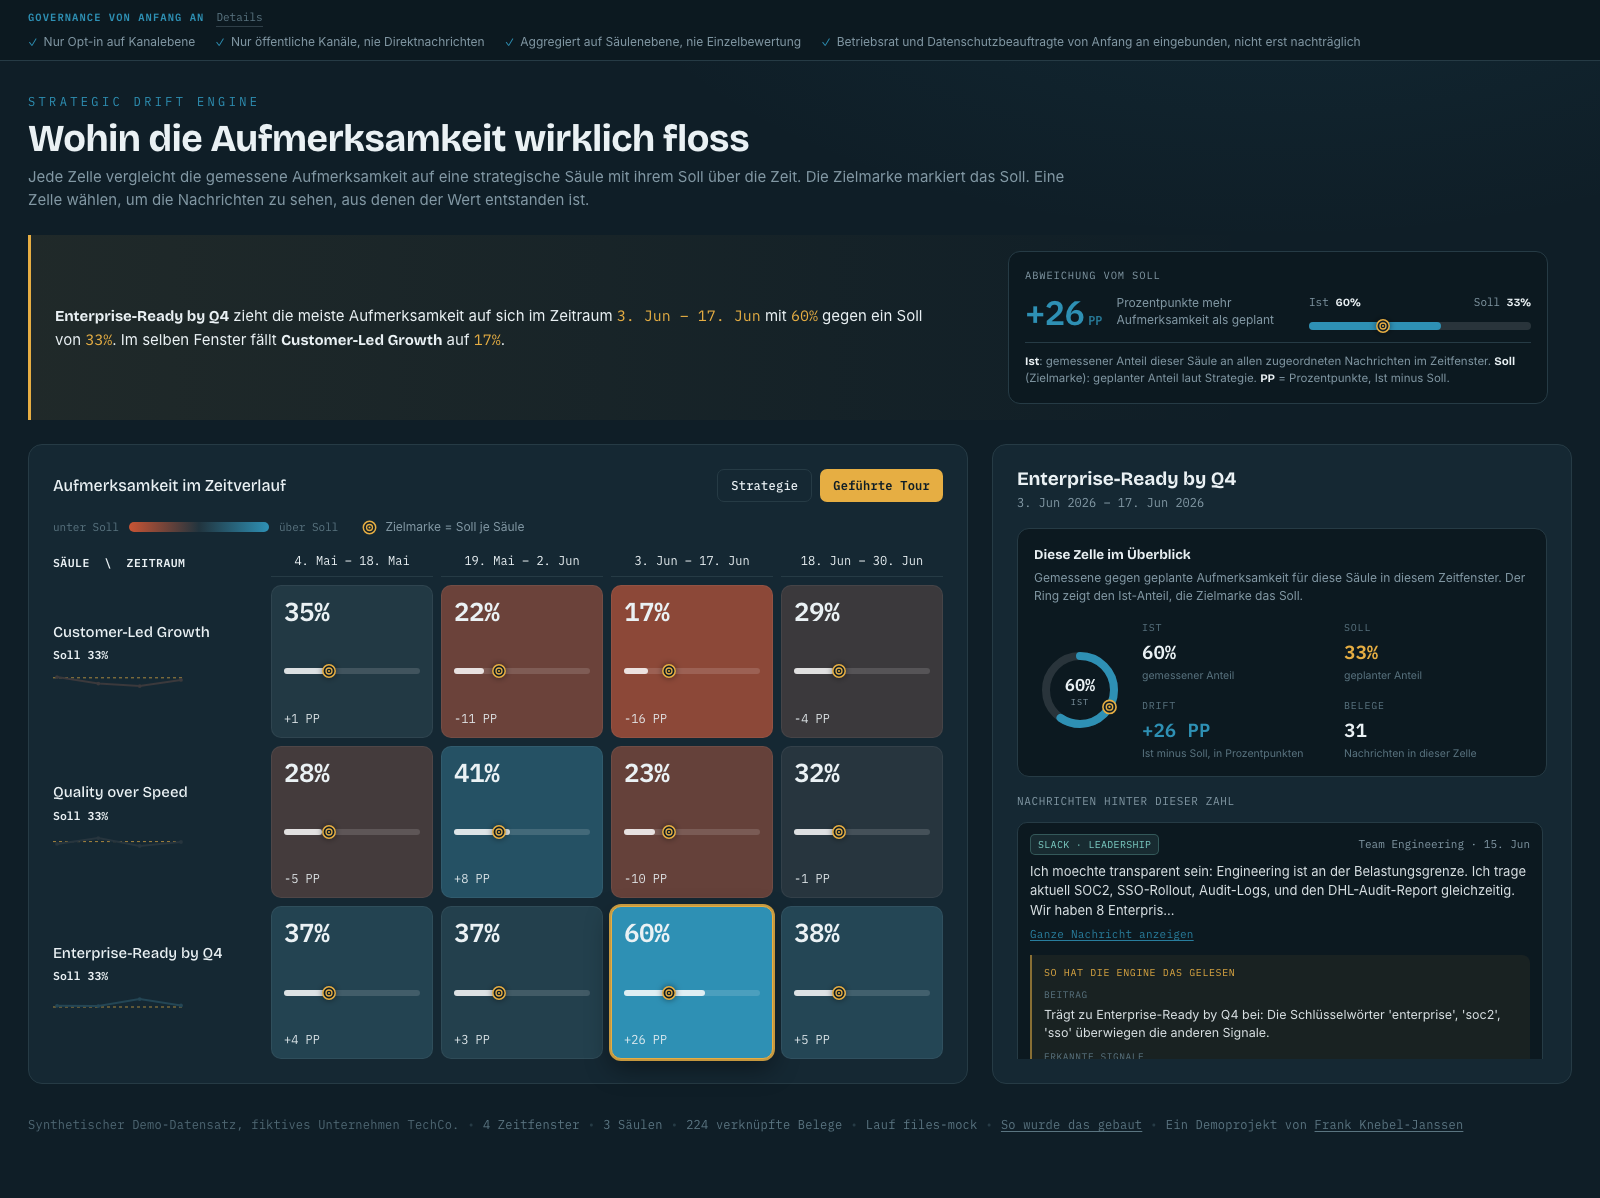 GOVERNANCE VON ANFANG AN Details
✓ Nur Opt-in auf Kanalebene ✓ Nur öffentliche Kanäle, nie Direktnachrichten ✓ Aggregiert auf Säulenebene, nie Einzelbewertung ✓ Betriebsrat und Datenschutzbeauftragte von Anfang an eingebunden, nicht erst nachträglich
STRATEGIC DRIFT ENGINE
Wohin die Aufmerksamkeit wirklich floss
Jede Zelle vergleicht die gemessene Aufmerksamkeit auf eine strategische Säule mit ihrem Soll über die Zeit. Die Zielmarke markiert das Soll. Eine
Zelle wählen, um die Nachrichten zu sehen, aus denen der Wert entstanden ist.
Enterprise-Ready by Q4 zieht die meiste Aufmerksamkeit auf sich im Zeitraum 3. Jun – 17. Jun mit 60% gegen ein Soll
von 33%. Im selben Fenster fällt Customer-Led Growth auf 17%.
ABWEICHUNG VOM SOLL
+26 PP
Prozentpunkte mehr
Aufmerksamkeit als geplant
Ist 60% Soll 33%
Ist: gemessener Anteil dieser Säule an allen zugeordneten Nachrichten im Zeitfenster. Soll
(Zielmarke): geplanter Anteil laut Strategie. PP = Prozentpunkte, Ist minus Soll.
Aufmerksamkeit im Zeitverlauf
Strategie Geführte Tour
unter Soll über Soll Zielmarke = Soll je Säule
SÄULE \ ZEITRAUM 4. Mai – 18. Mai 19. Mai – 2. Jun 3. Jun – 17. Jun 18. Jun – 30. Jun
Customer-Led Growth
Soll 33%
35% 22% 17% 29%
+1 PP -11 PP -16 PP -4 PP
Quality over Speed
Soll 33%
28% 41% 23% 32%
-5 PP +8 PP -10 PP -1 PP
Enterprise-Ready by Q4
Soll 33%
37% 37% 60% 38%
+4 PP +3 PP +26 PP +5 PP
Enterprise-Ready by Q4
3. Jun 2026 – 17. Jun 2026
Diese Zelle im Überblick
Gemessene gegen geplante Aufmerksamkeit für diese Säule in diesem Zeitfenster. Der
Ring zeigt den Ist-Anteil, die Zielmarke das Soll.
60%
IST
IST
60%
gemessener Anteil
SOLL
33%
geplanter Anteil
DRIFT
+26 PP
Ist minus Soll, in Prozentpunkten
BELEGE
31
Nachrichten in dieser Zelle
NACHRICHTEN HINTER DIESER ZAHL
SLACK · LEADERSHIP Team Engineering · 15. Jun
Ich moechte transparent sein: Engineering ist an der Belastungsgrenze. Ich trage
aktuell SOC2, SSO-Rollout, Audit-Logs, und den DHL-Audit-Report gleichzeitig.
Wir haben 8 Enterpris…
Ganze Nachricht anzeigen
SO HAT DIE ENGINE DAS GELESEN
BEITRAG
Trägt zu Enterprise-Ready by Q4 bei: Die Schlüsselwörter 'enterprise', 'soc2',
'sso' überwiegen die anderen Signale.
ERKANNTE SIGNALE
Synthetischer Demo-Datensatz, fiktives Unternehmen TechCo. · 4 Zeitfenster · 3 Säulen · 224 verknüpfte Belege · Lauf files-mock · So wurde das gebaut · Ein Demoprojekt von Frank Knebel-Janssen